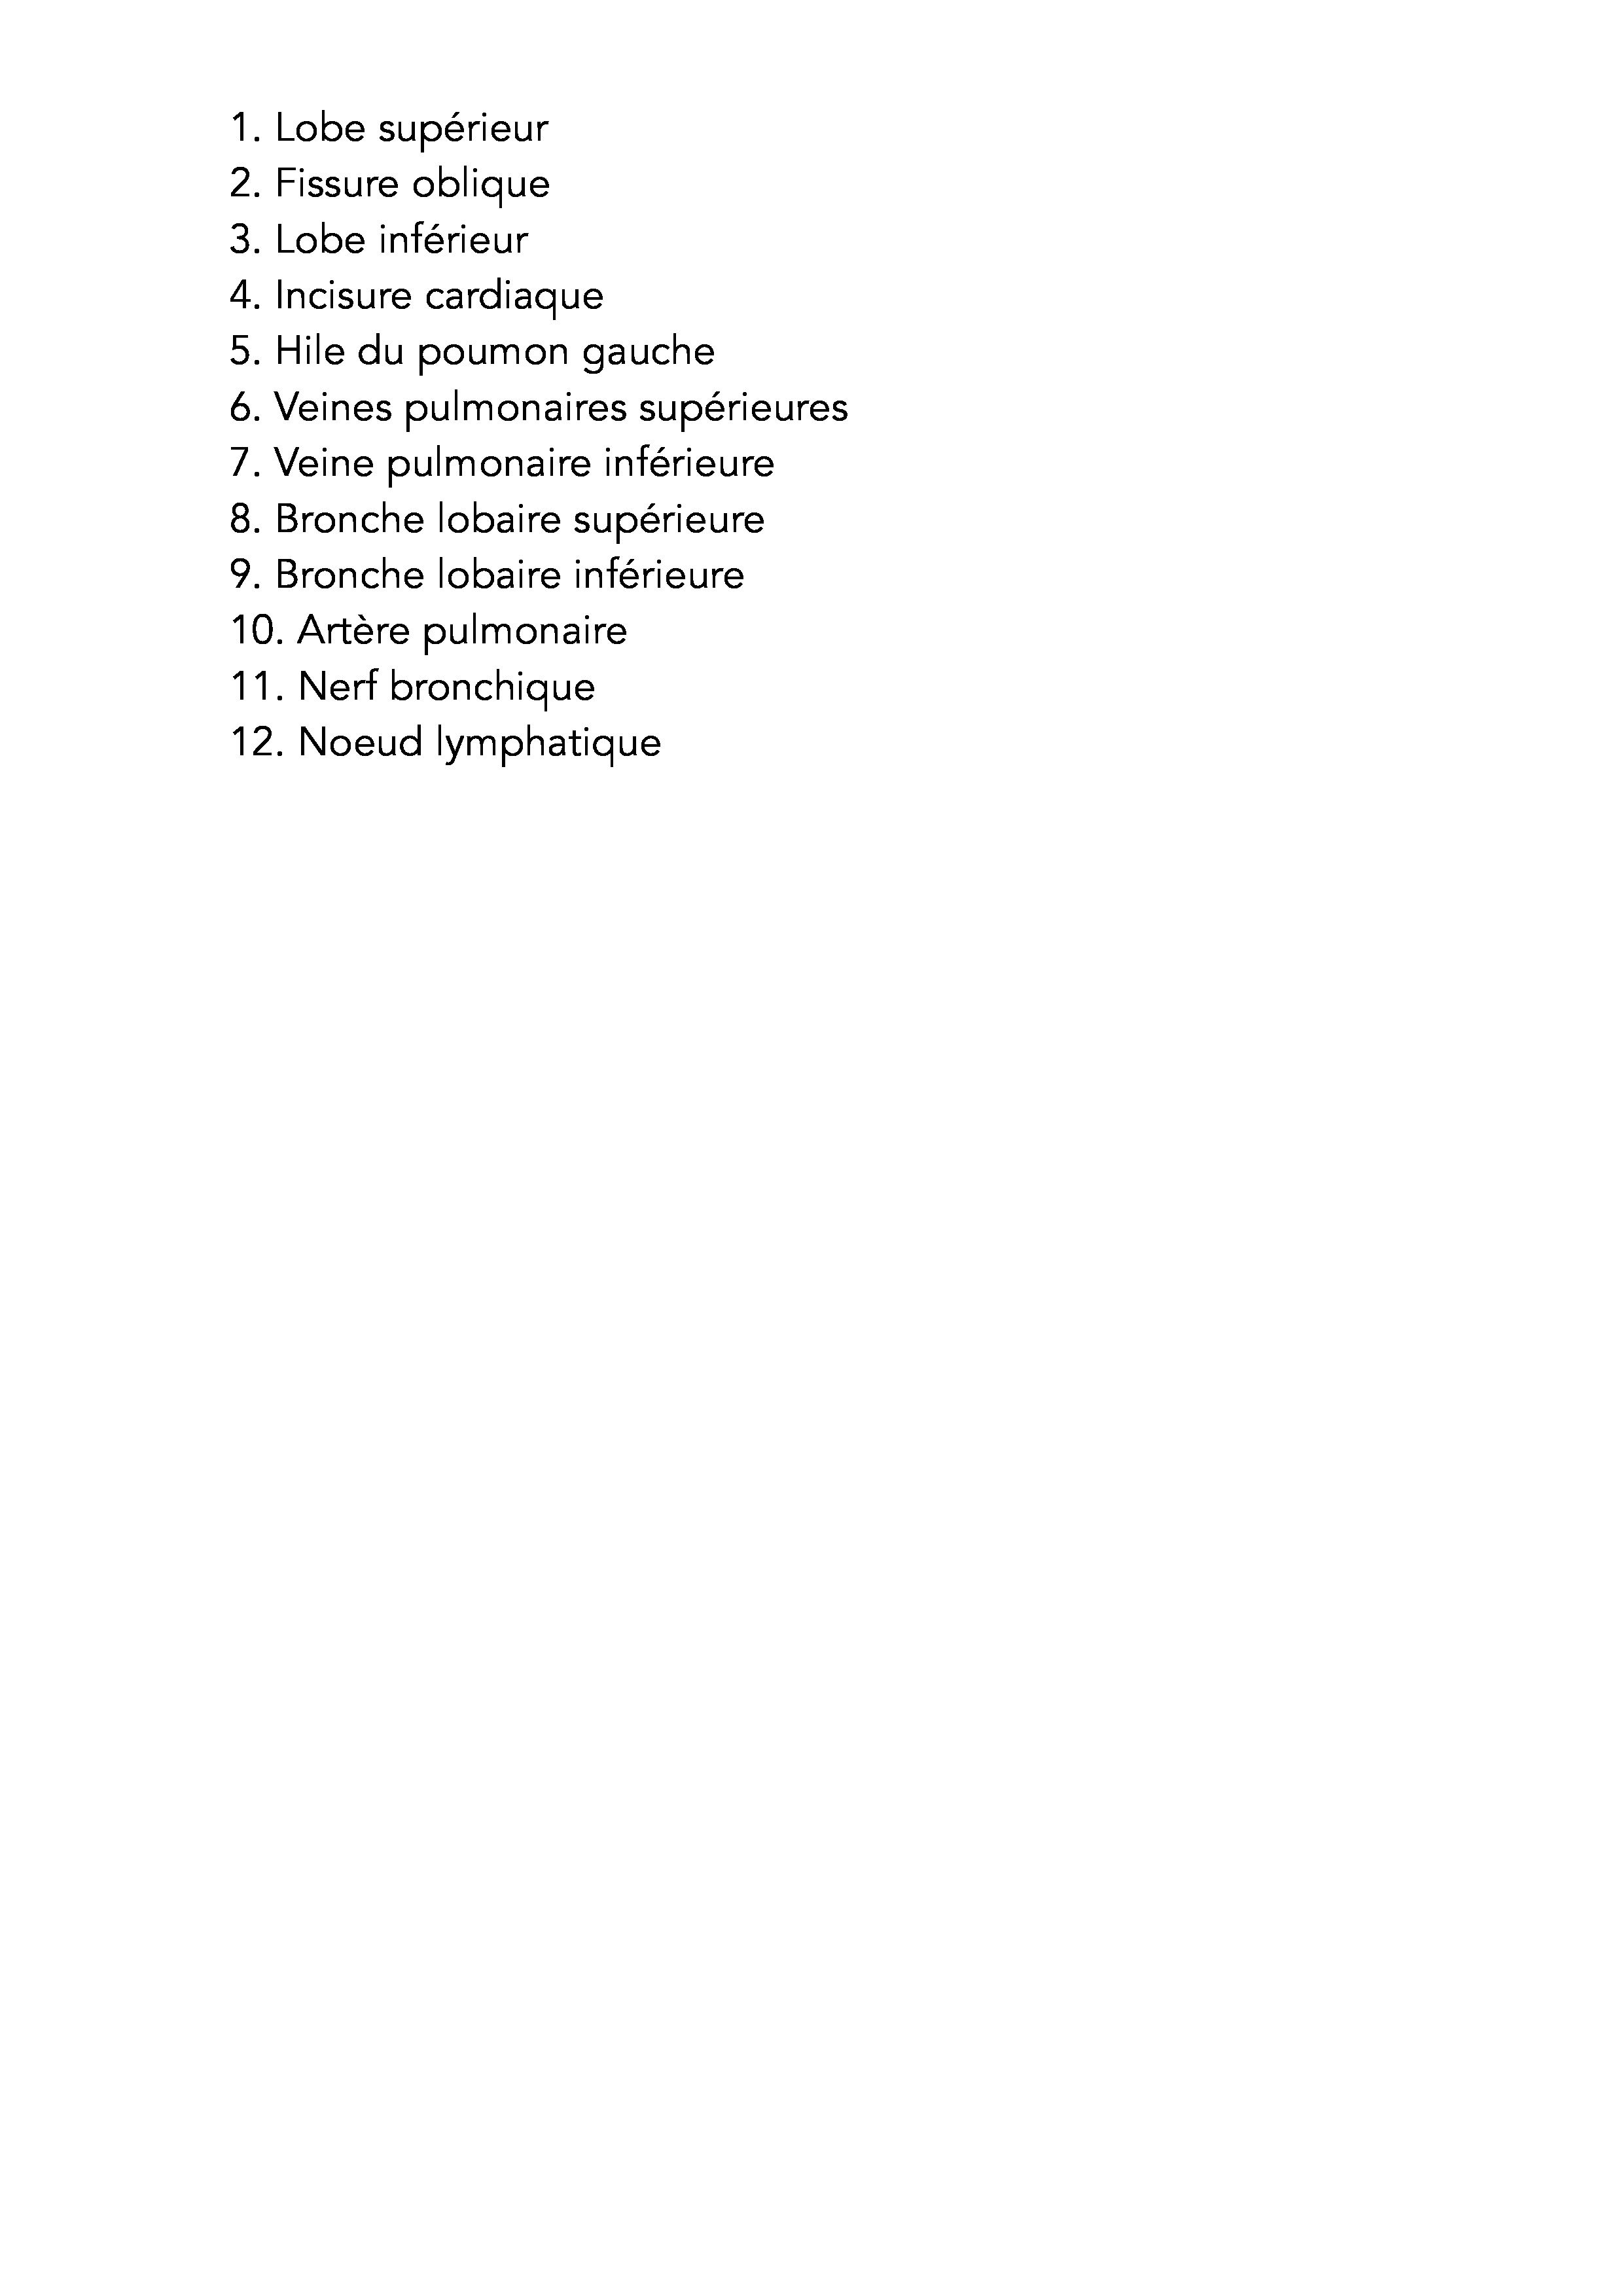 1. Lobe supérieur
2. Fissure oblique
3. Lobe inférieur
4. Incisure cardiaque
5. Hile du poumon gauche
6. Veines pulmonaires supérieures
7. Veine pulmonaire inférieure
8. Bronche lobaire supérieure
9. Bronche lobaire inférieure
10. Artère pulmonaire
11. Nerf bronchique
12. Noeud lymphatique